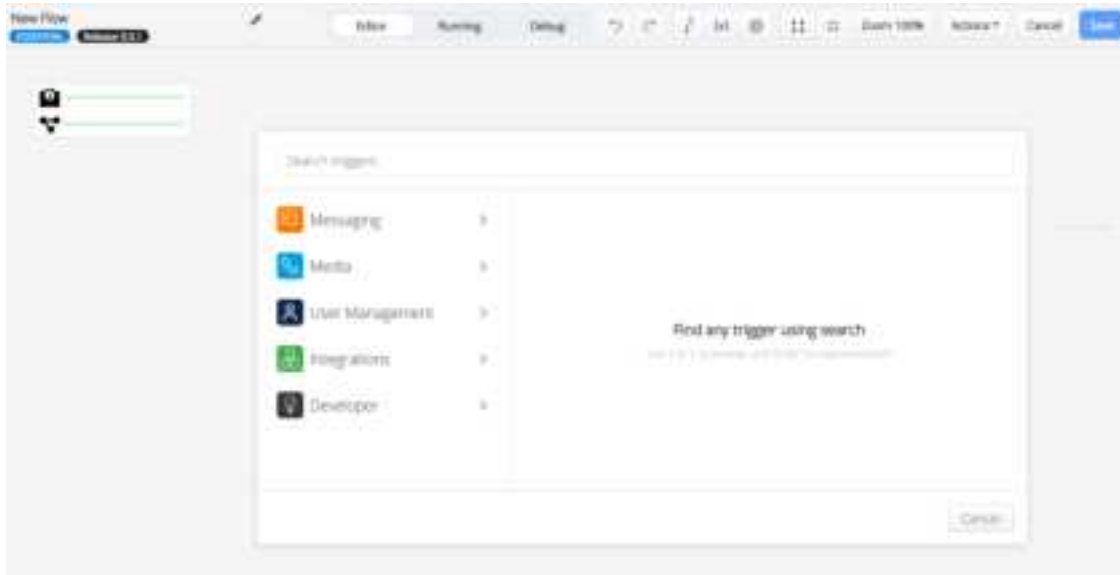 New Flow
Editor Running Debug Zoom 100% Actions Cancel Save
Search triggers
Messaging
Media
User Management
Find any trigger using search
Integrations
Developer
Cancel